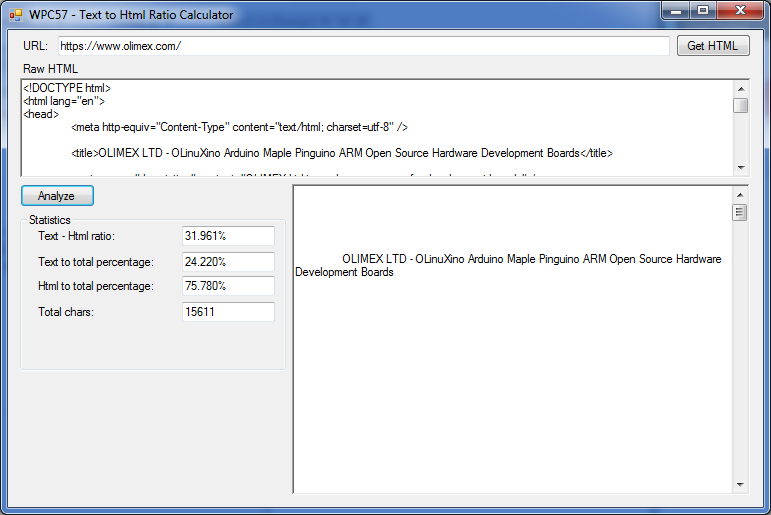 WPC57 - Text to Html Ratio Calculator
URL: https://www.olimex.com/ Get HTML
Raw HTML
<!DOCTYPE html>
<html lang="en">
<head>
<meta http-equiv="Content-Type" content="text/html; charset=utf-8" />
<title>OLIMEX LTD - OLinuXino Arduino Maple Pinguino ARM Open Source Hardware Development Boards</title>
Analyze
Statistics
Text - Html ratio: 31.961%
Text to total percentage: 24.220%
Html to total percentage: 75.780%
Total chars: 15611
OLIMEX LTD - OLinuXino Arduino Maple Pinguino ARM Open Source Hardware
Development Boards